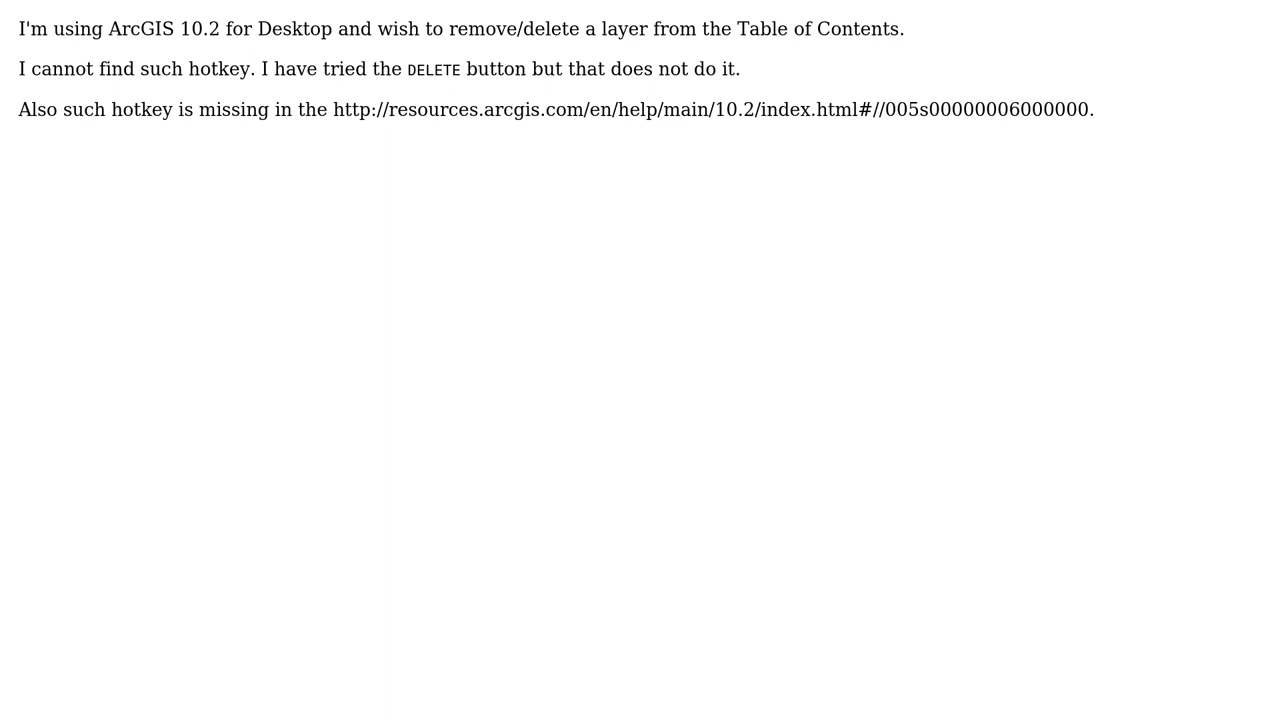 I'm using ArcGIS 10.2 for Desktop and wish to remove/delete a layer from the Table of Contents.
I cannot find such hotkey. I have tried the DELETE button but that does not do it.
Also such hotkey is missing in the http://resources.arcgis.com/en/help/main/10.2/index.html#//005s00000006000000.